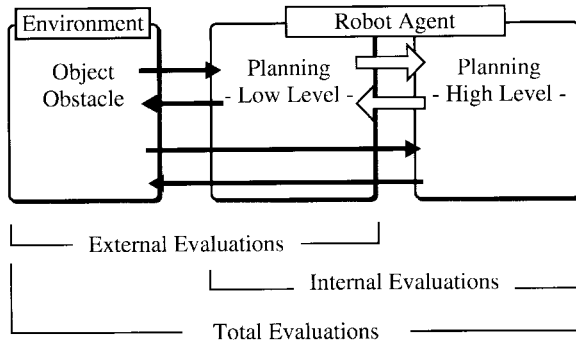 Environment
Robot Agent
Object
Obstacle
Planning
- Low Level -
Planning
- High Level -
External Evaluations
Internal Evaluations
Total Evaluations